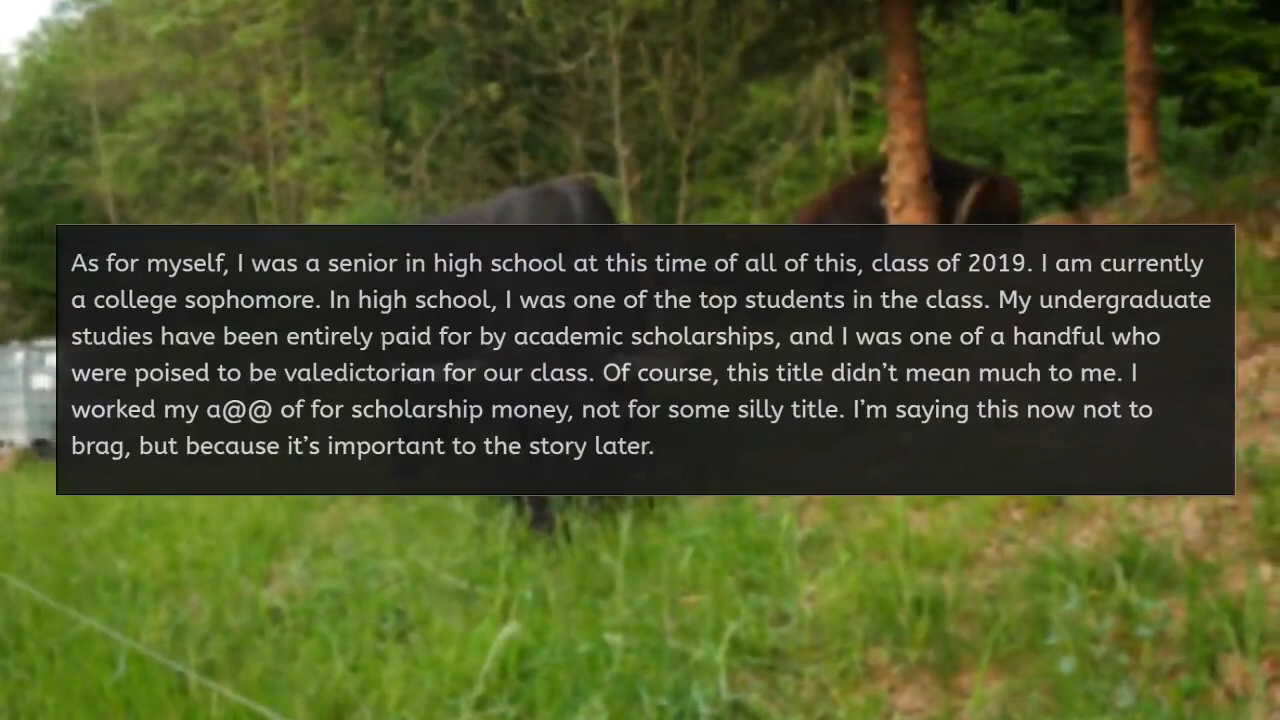 As for myself, I was a senior in high school at this time of all of this, class of 2019. I am currently
a college sophomore. In high school, I was one of the top students in the class. My undergraduate
studies have been entirely paid for by academic scholarships, and I was one of a handful who
were poised to be valedictorian for our class. Of course, this title didn’t mean much to me. I
worked my a@@ of for scholarship money, not for some silly title. I’m saying this now not to
brag, but because it’s important to the story later.